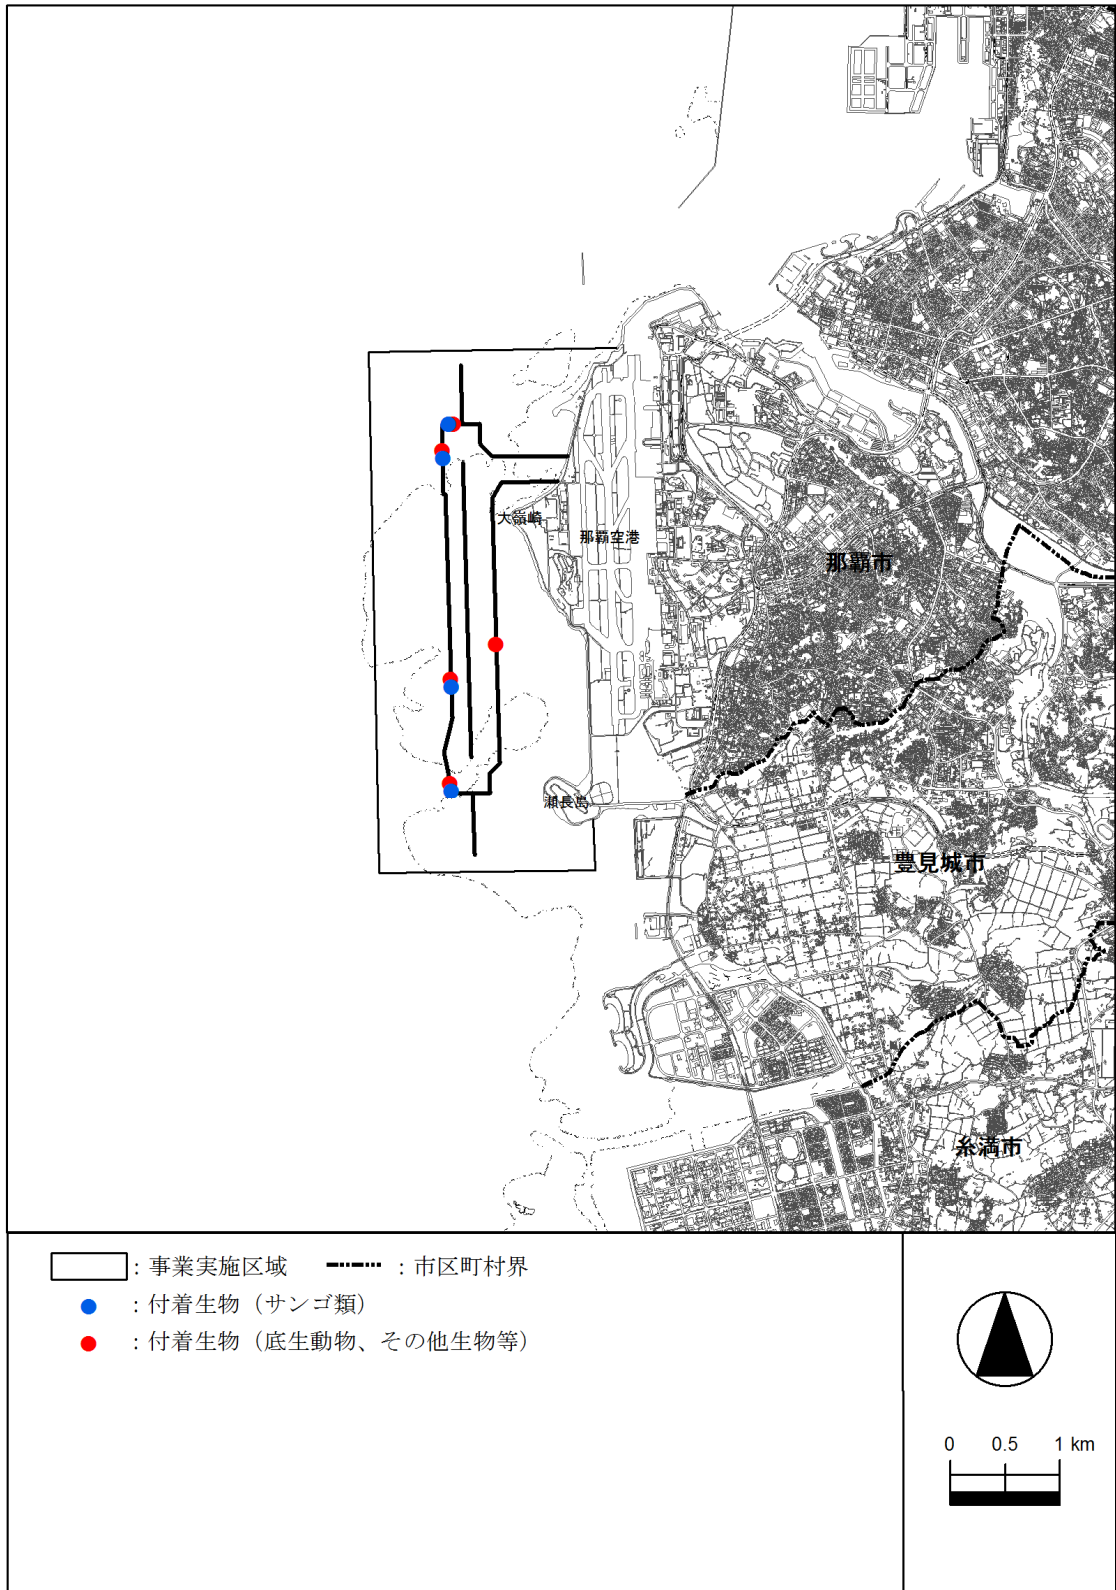 大嶺崎
那覇空港
那覇市
瀬長島
豊見城市
糸満市
：事業実施区域 ：市区町村界
：付着生物（サンゴ類）
：付着生物（底生動物、その他生物等）
0 0.5 1 km